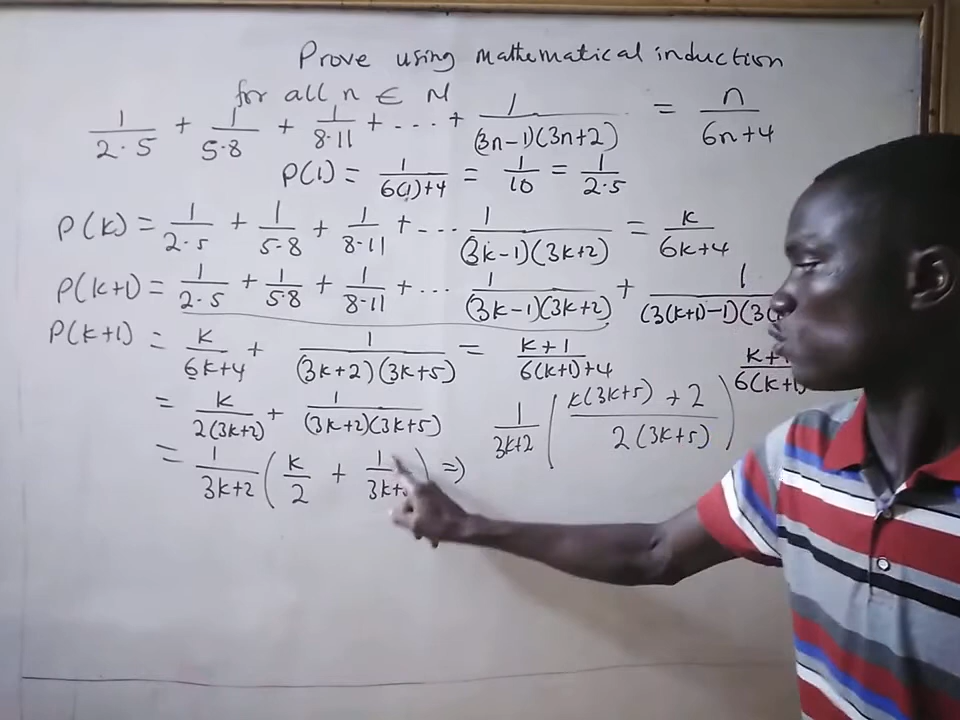 Prove using mathematical induction
for all n ∈ N
1/(2·5) + 1/(5·8) + 1/(8·11) + ... + 1/((3n-1)(3n+2)) = n/(6n+4)
P(1) = 1/(6(1)+4) = 1/10 = 1/(2·5)
P(k) = 1/(2·5) + 1/(5·8) + 1/(8·11) + ... 1/((3k-1)(3k+2)) = k/(6k+4)
P(k+1) = 1/(2·5) + 1/(5·8) + 1/(8·11) + ... 1/((3k-1)(3k+2)) + 1/((3(k+1)-1)(3(
P(k+1) = k/(6k+4) + 1/((3k+2)(3k+5)) = (k+1)/(6(k+1)+4) k+/6(k+
= k/(2(3k+2)) + 1/((3k+2)(3k+5)) 1/(3k+2) ((k(3k+5)+2)/(2(3k+5)))
= 1/(3k+2) (k/2 + 1/3k+ ) ⇒